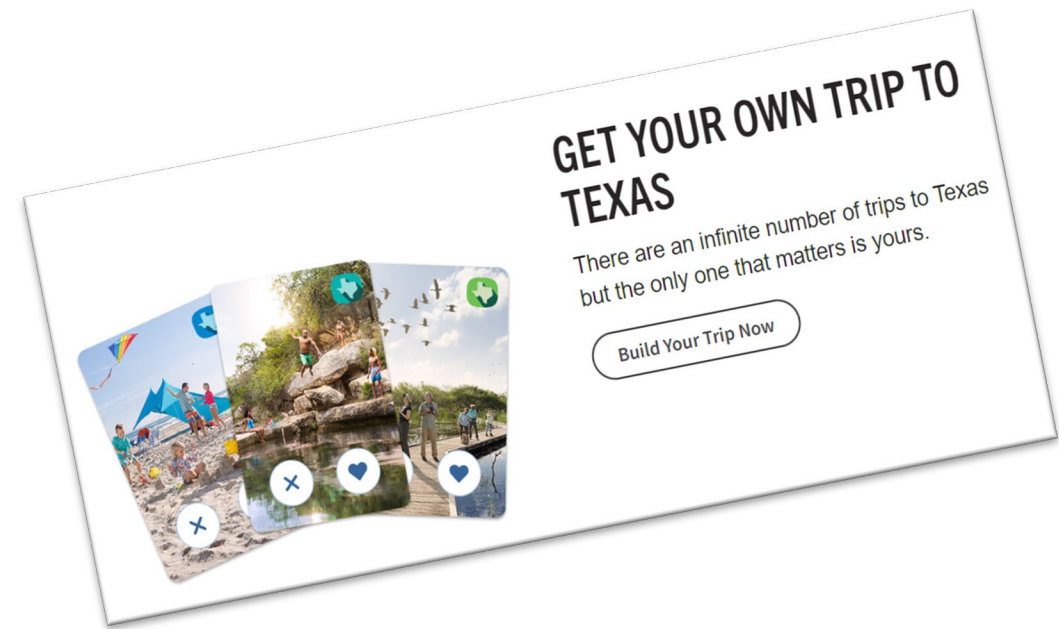 GET YOUR OWN TRIP TO
TEXAS
There are an infinite number of trips to Texas
but the only one that matters is yours.
Build Your Trip Now